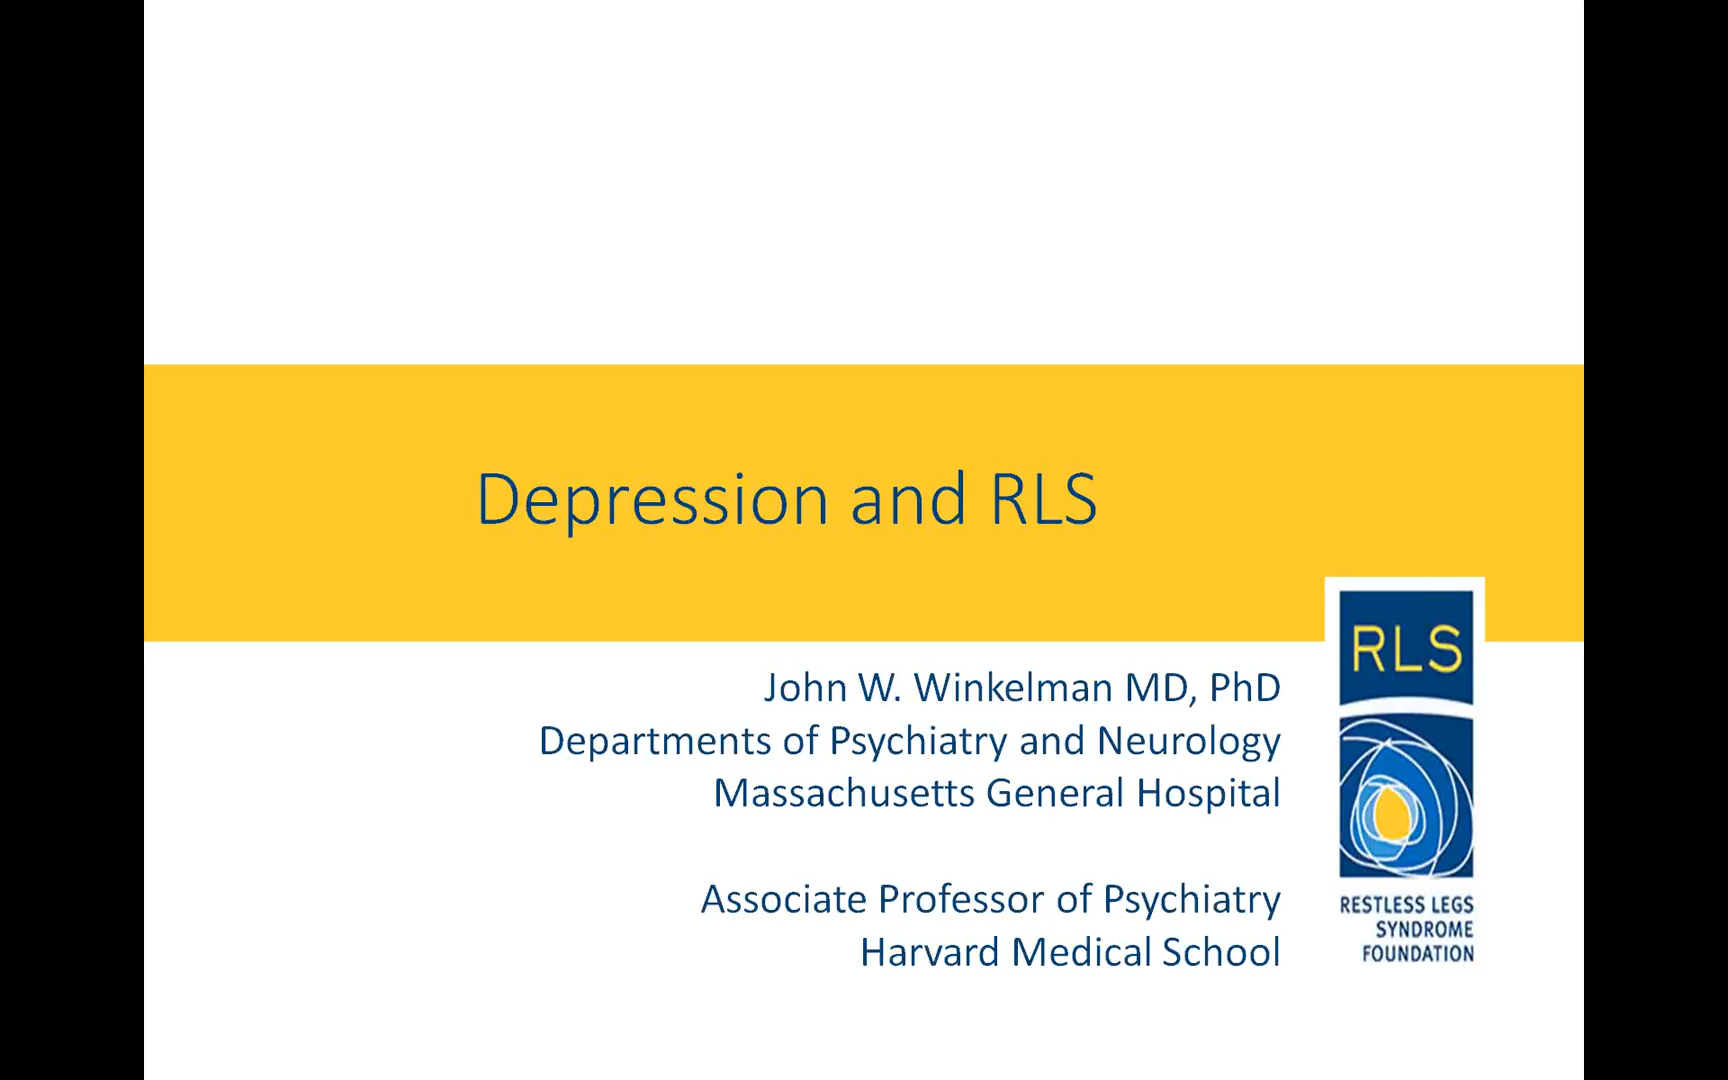 Depression and RLS
John W. Winkelman MD, PhD
Departments of Psychiatry and Neurology
Massachusetts General Hospital
Associate Professor of Psychiatry
Harvard Medical School
RLS
RESTLESS LEGS
SYNDROME
FOUNDATION